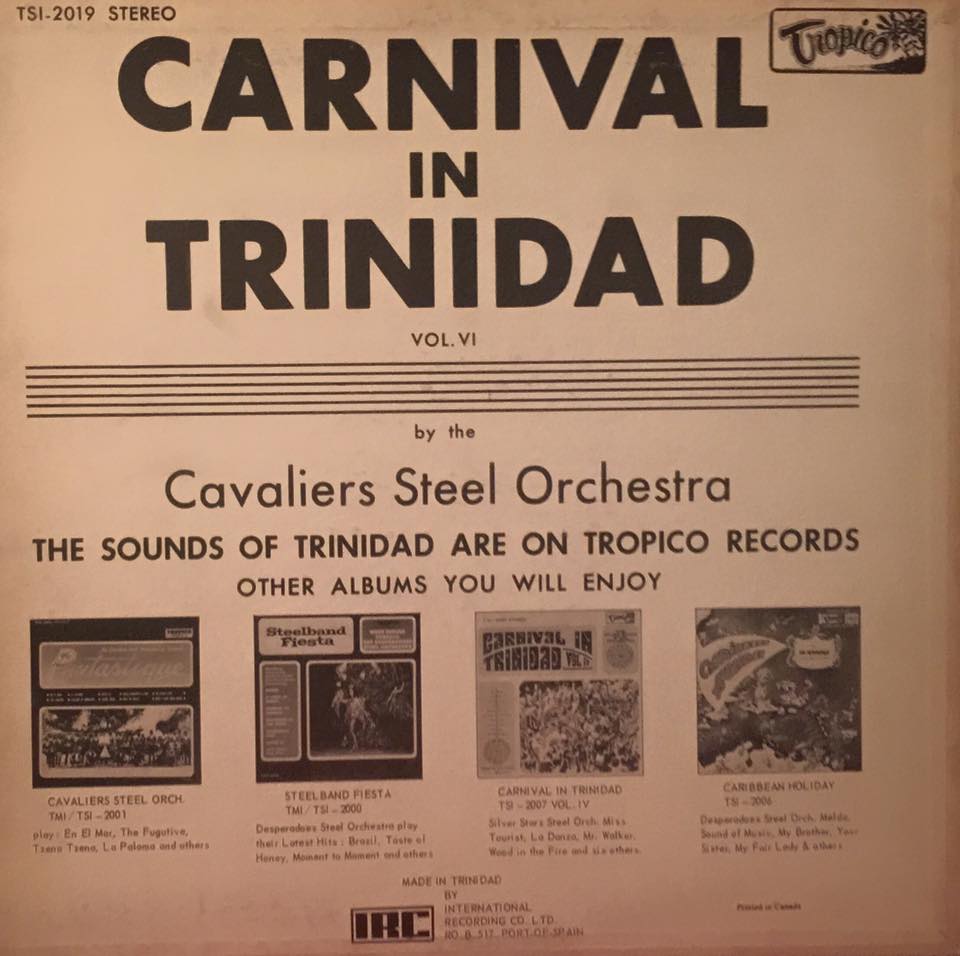 TSI-2019 STEREO
Tropico
CARNIVAL
IN
TRINIDAD
VOL. VI
by the
Cavaliers Steel Orchestra
THE SOUNDS OF TRINIDAD ARE ON TROPICO RECORDS
OTHER ALBUMS YOU WILL ENJOY
Fantastique
CAVALIERS STEEL ORCH.
TMI/TSI-2001
play: En El Mar, The Fugutive,
Tzena Tzena, La Paloma and others
Steelband
Fiesta
STEELBAND FIESTA
TMI/TSI-2000
Desperadoes Steel Orchestra play
their Latest Hits: Brazil, Taste of
Honey, Moment to Moment and others
CARNIVAL IN
TRINIDAD VOL. IV
CARNIVAL IN TRINIDAD
TSI-2007 VOL. IV
Silver Stars Steel Orch. Miss
Tourist, La Danza, Mr. Walker,
Wood in the Fire and six others.
CARIBBEAN HOLIDAY
TSI-2006
Desperadoes Steel Orch. Melda,
Sound of Music, My Brother, Your
Sister, My Fair Lady & others
MADE IN TRINIDAD
BY
IRC
INTERNATIONAL
RECORDING CO. LTD.
P.O. B. 517 PORT-OF-SPAIN
Printed in Canada